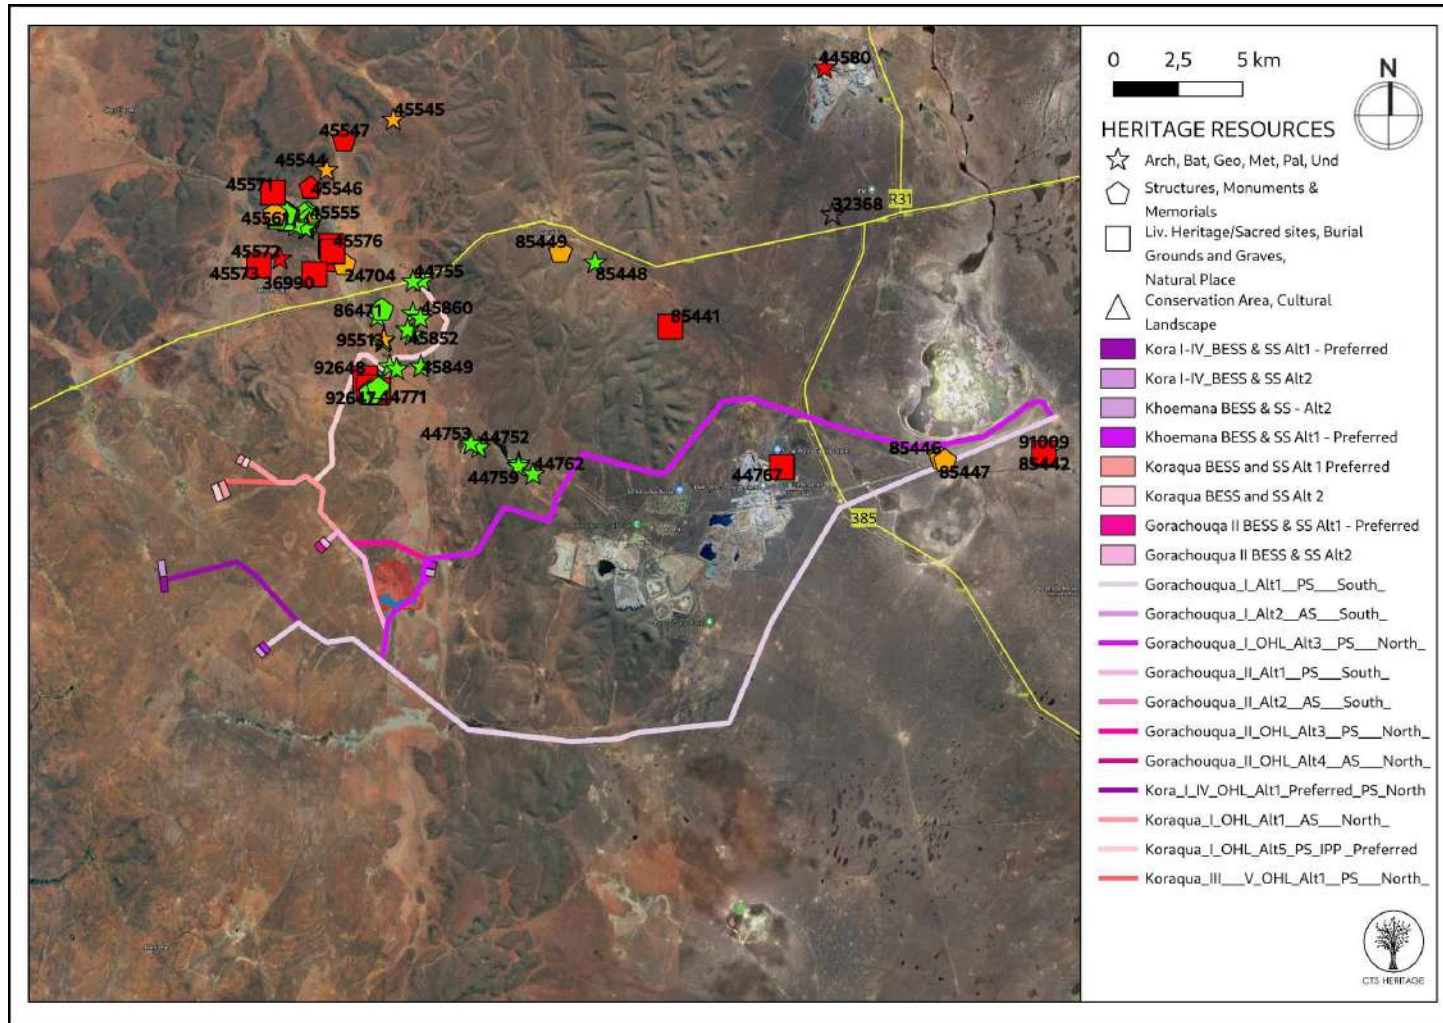 44580
45545
45547
45544
45571
45546
45561
45555
32368
R31
45576
45572
45573
24704
36990
85449
85448
44755
86471
45860
85441
95513
45852
92648
45849
92647
44771
44753
44752
44762
44759
44767
85446
85447
91009
85442
385
0 2,5 5 km
N
HERITAGE RESOURCES
Arch, Bat, Geo, Met, Pal, Und
Structures, Monuments &
Memorials
Liv. Heritage/Sacred sites, Burial
Grounds and Graves,
Natural Place
Conservation Area, Cultural
Landscape
Kora I-IV_BESS & SS Alt1 - Preferred
Kora I-IV_BESS & SS Alt2
Khoemana BESS & SS - Alt2
Khoemana BESS & SS Alt1 - Preferred
Koraqua BESS and SS Alt 1 Preferred
Koraqua BESS and SS Alt 2
Gorachouqa II BESS & SS Alt1 - Preferred
Gorachouqua II BESS & SS Alt2
Gorachouqua_I_Alt1__PS___South_
Gorachouqua_I_Alt2__AS___South_
Gorachouqua_I_OHL_Alt3__PS___North_
Gorachouqua_II_Alt1__PS___South_
Gorachouqua_II_Alt2__AS___South_
Gorachouqua_II_OHL_Alt3__PS___North_
Gorachouqua_II_OHL_Alt4__AS___North_
Kora_I_IV_OHL_Alt1_Preferred_PS_North
Koraqua_I_OHL_Alt1__AS___North_
Koraqua_I_OHL_Alt5_PS_IPP _Preferred
Koraqua_III___V_OHL_Alt1__PS___North_
CTS HERITAGE